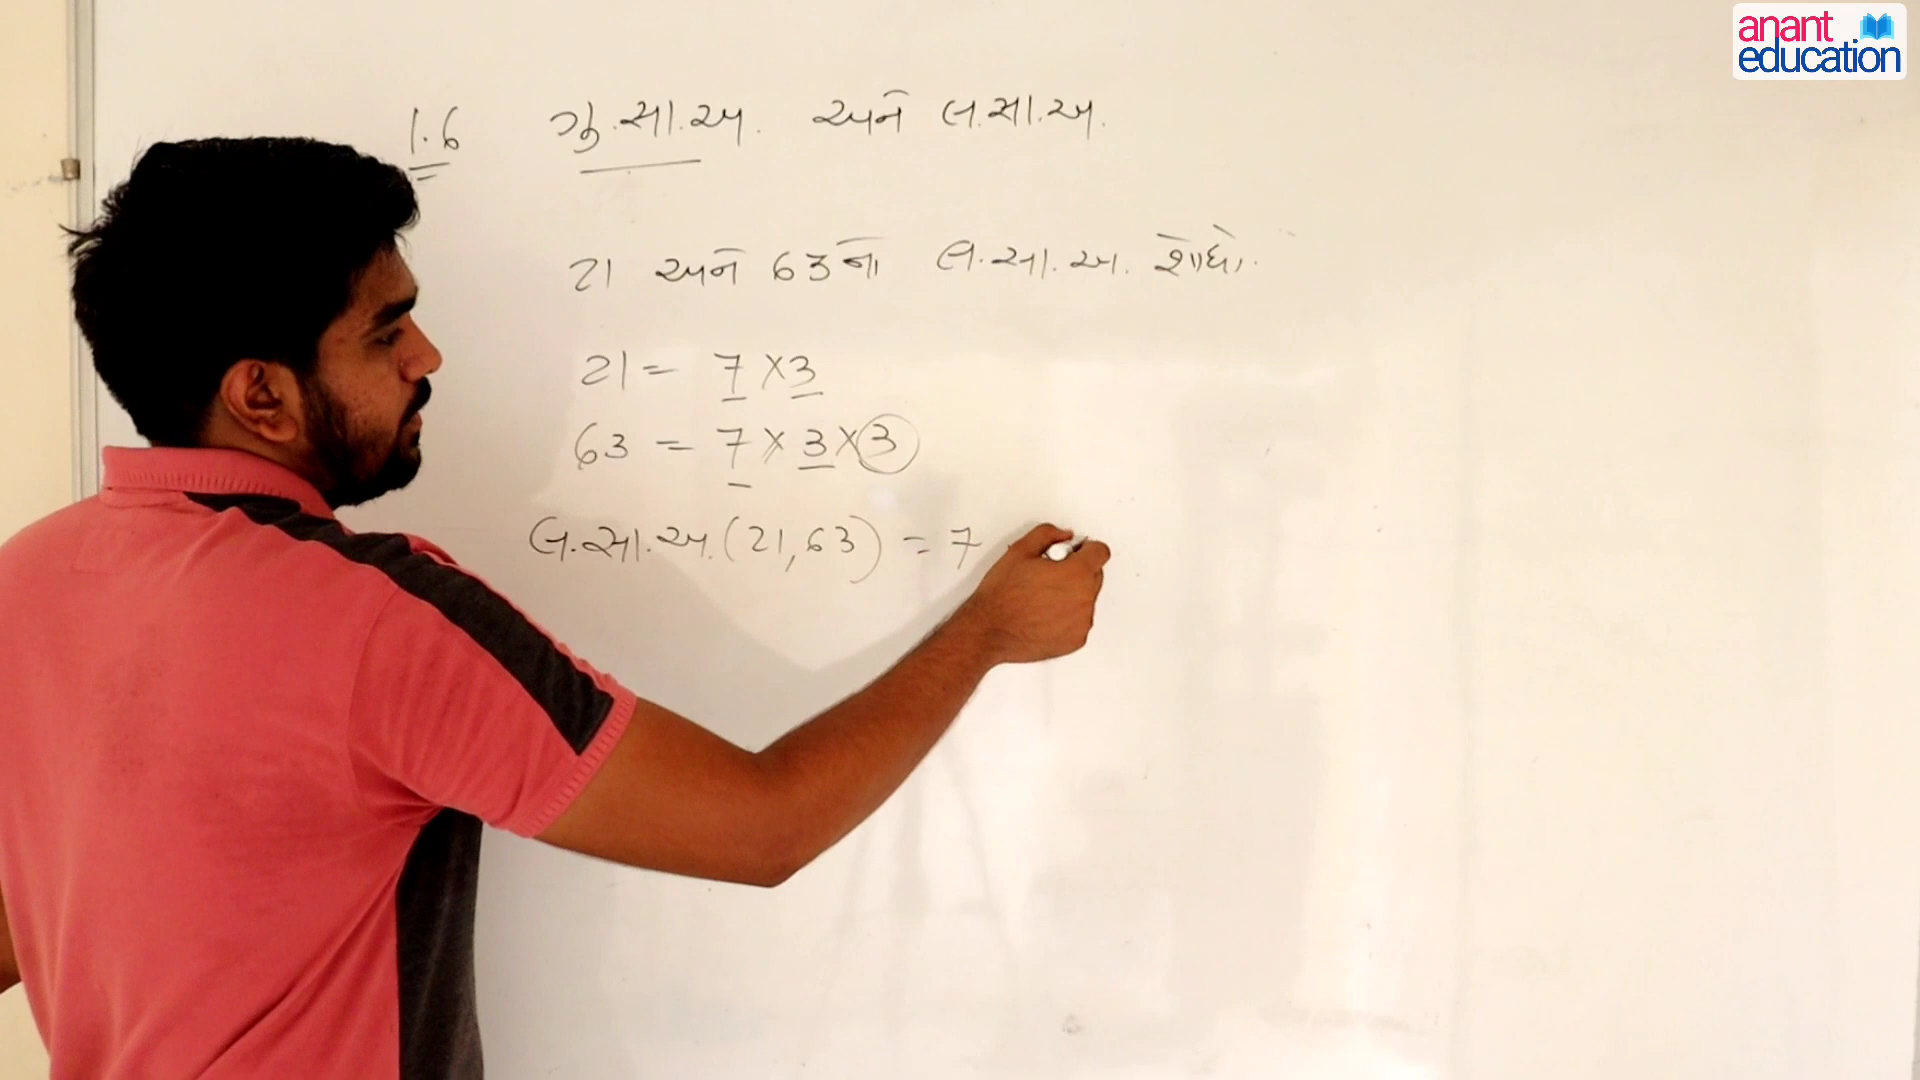 anant
education
1.6 ગુ.સા.અ. અને લ.સા.અ.
21 અને 63ના લ.સા.અ. શોધો.
21 = 7 × 3
63 = 7 × 3 × 3
લ.સા.અ. (21, 63) = 7